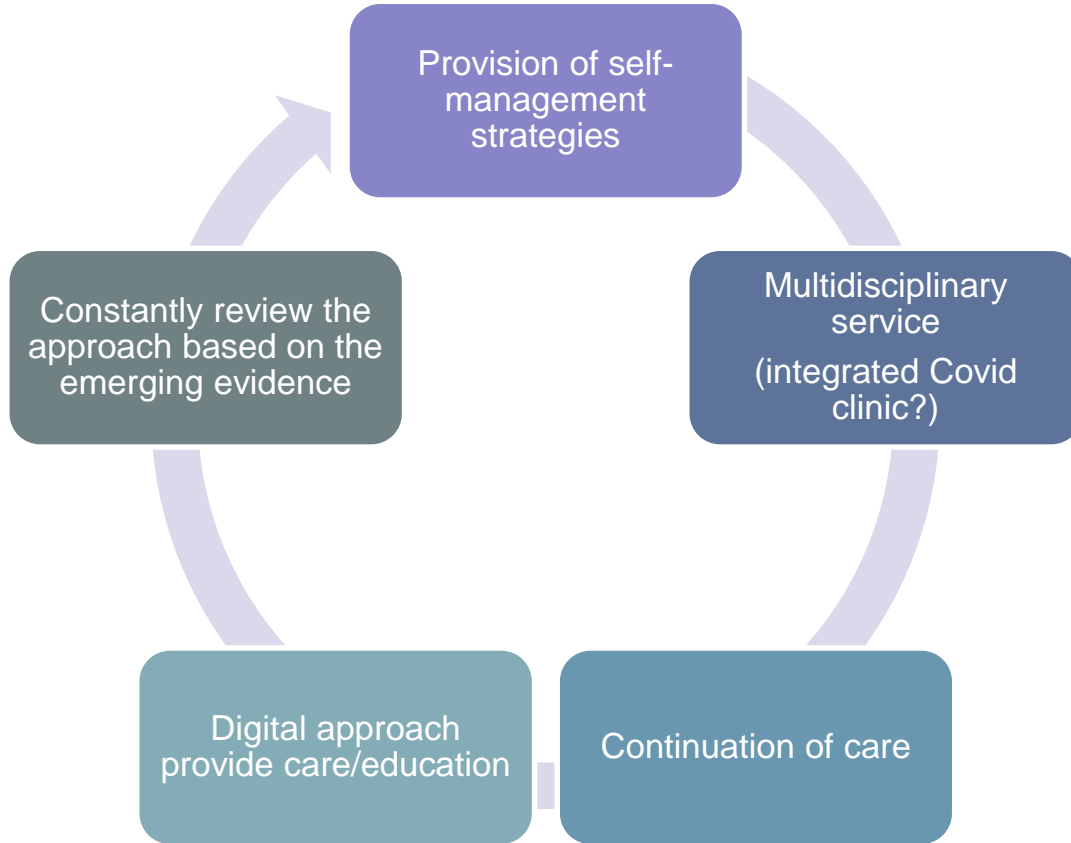 Provision of self-
management
strategies
Multidisciplinary
service
(integrated Covid
clinic?)
Continuation of care
Digital approach
provide care/education
Constantly review the
approach based on the
emerging evidence